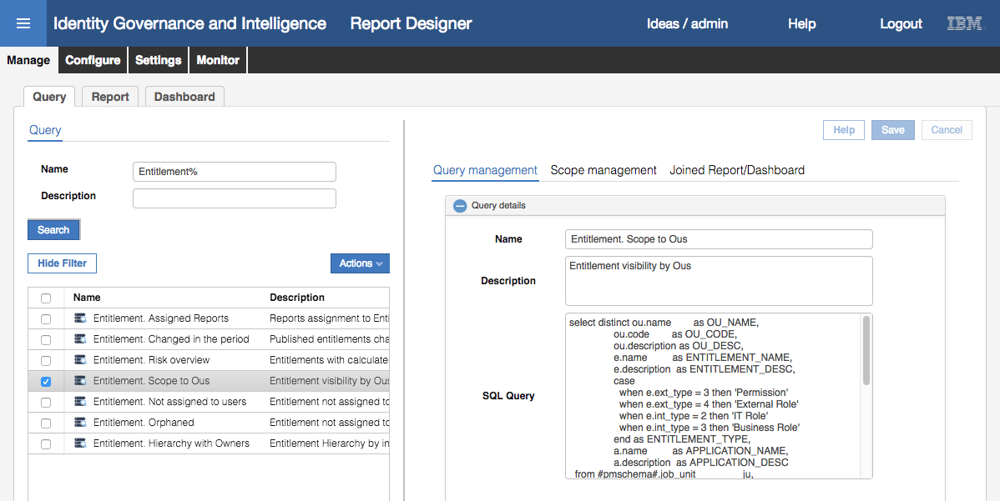 Identity Governance and Intelligence Report Designer Ideas / admin Help Logout IBM
Manage Configure Settings Monitor
Query Report Dashboard
Query
Help Save Cancel
Name Entitlement%
Description
Search
Hide Filter Actions
Name Description
Entitlement. Assigned Reports Reports assignment to Enti
Entitlement. Changed in the period Published entitlements cha
Entitlement. Risk overview Entitlements with calculate
Entitlement. Scope to Ous Entitlement visibility by Ous
Entitlement. Not assigned to users Entitlement not assigned to
Entitlement. Orphaned Entitlement not assigned to
Entitlement. Hierarchy with Owners Entitlement Hierarchy by in
Query management Scope management Joined Report/Dashboard
Query details
Name Entitlement. Scope to Ous
Description Entitlement visibility by Ous
SQL Query
select distinct ou.name as OU_NAME,
ou.code as OU_CODE,
ou.description as OU_DESC,
e.name as ENTITLEMENT_NAME,
e.description as ENTITLEMENT_DESC,
case
when e.ext_type = 3 then 'Permission'
when e.ext_type = 4 then 'External Role'
when e.int_type = 2 then 'IT Role'
when e.int_type = 3 then 'Business Role'
end as ENTITLEMENT_TYPE,
a.name as APPLICATION_NAME,
a.description as APPLICATION_DESC
from #pmschema#.job_unit ju,